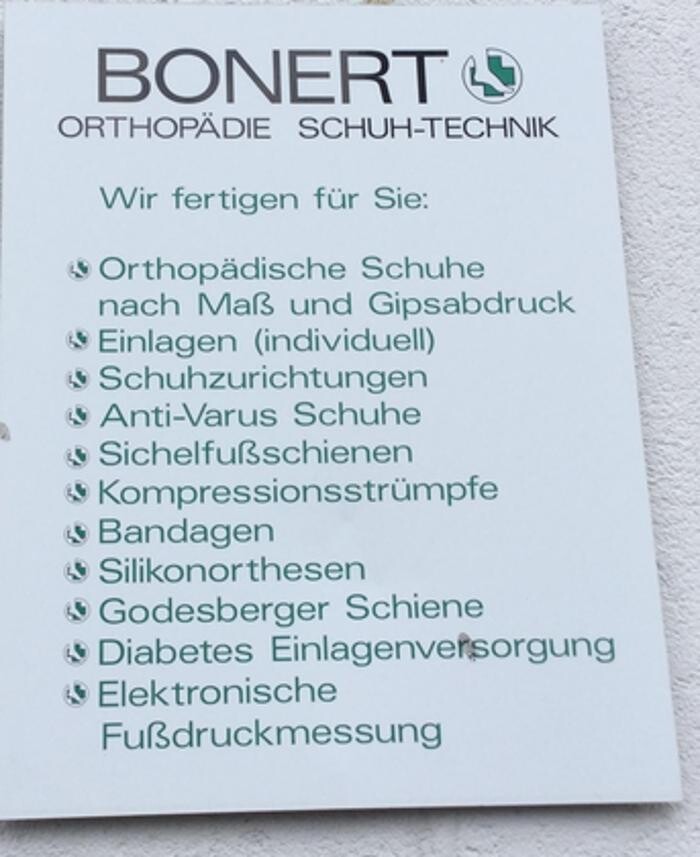 BONERT
ORTHOPÄDIE SCHUH-TECHNIK
Wir fertigen für Sie:
Orthopädische Schuhe
nach Maß und Gipsabdruck
Einlagen (individuell)
Schuhzurichtungen
Anti-Varus Schuhe
Sichelfußschienen
Kompressionsstrümpfe
Bandagen
Silikonorthesen
Godesberger Schiene
Diabetes Einlagenversorgung
Elektronische
Fußdruckmessung